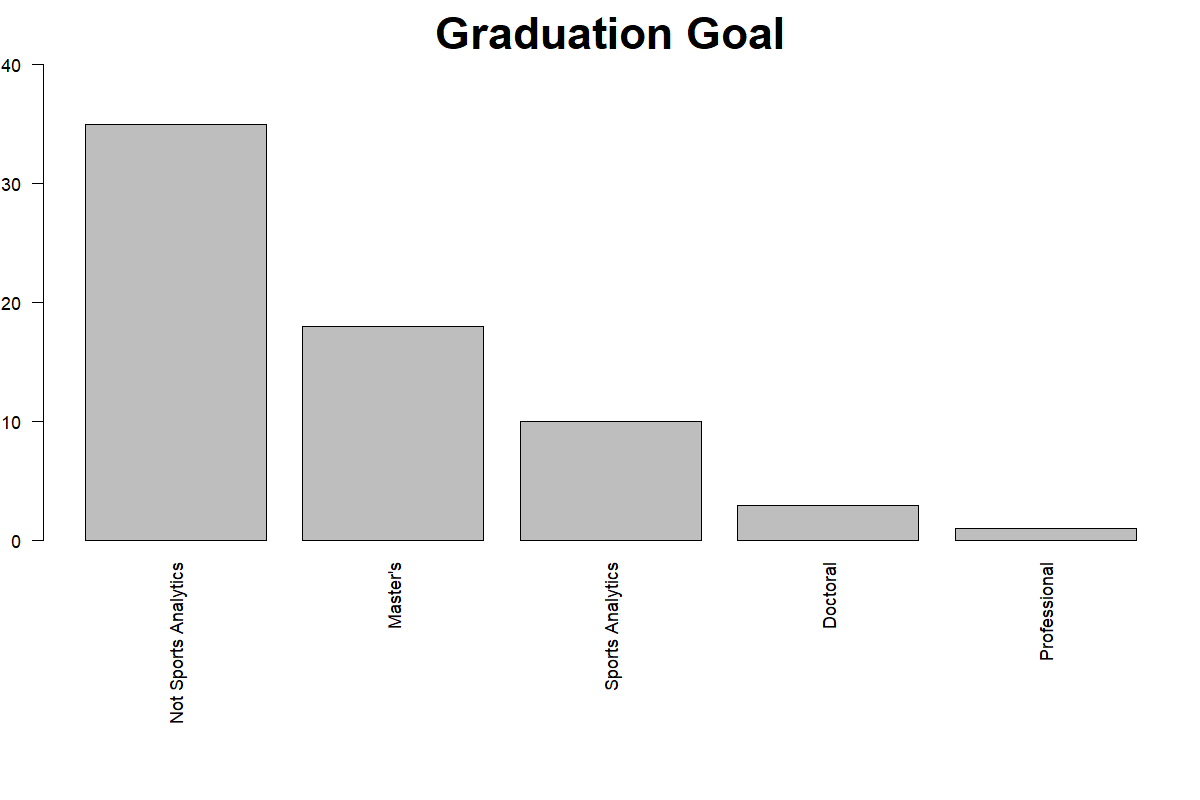 Graduation Goal
40
30
20
10
0
Not Sports Analytics
Master's
Sports Analytics
Doctoral
Professional